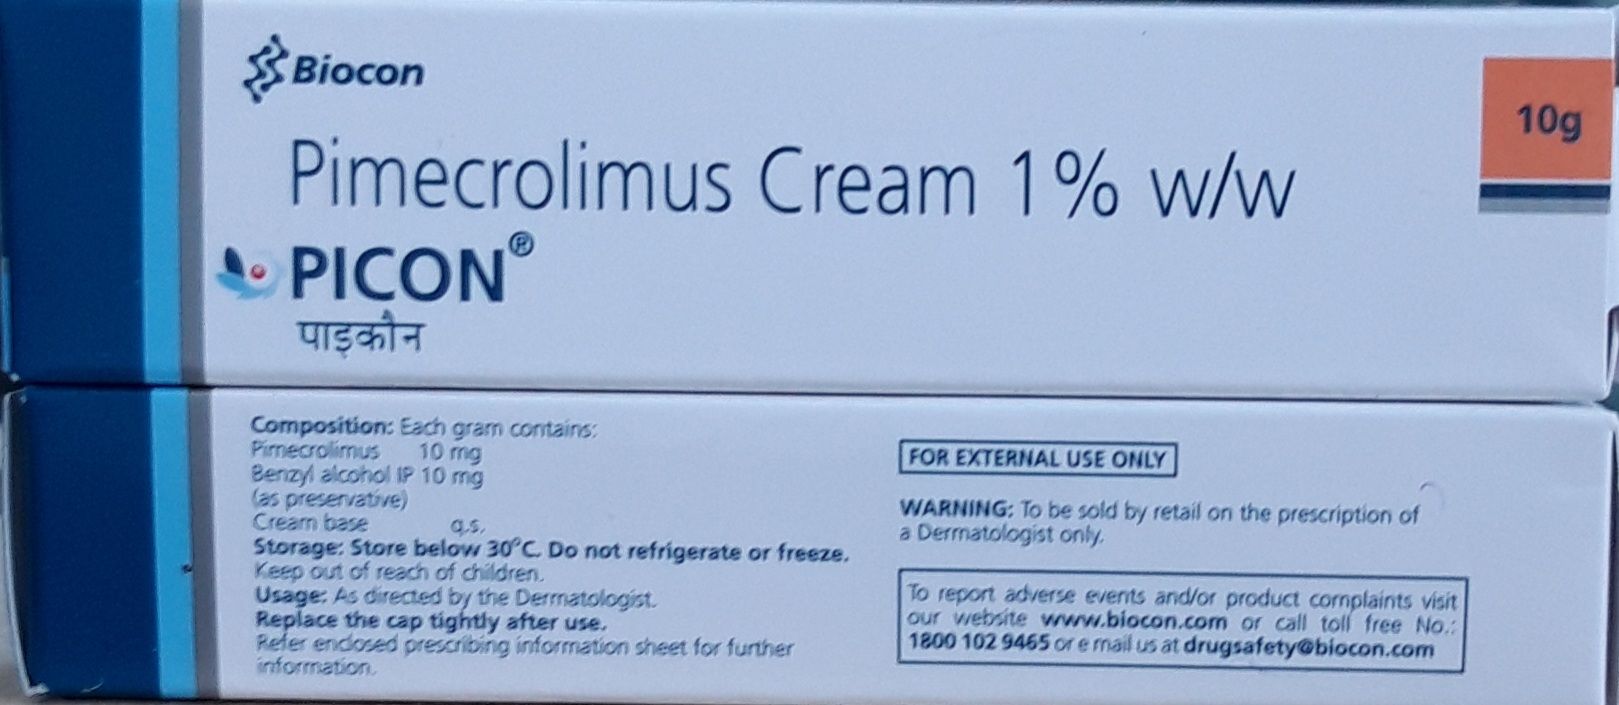 Biocon
10g
Pimecrolimus Cream 1% w/w
PICON®
पाइकौन
Composition: Each gram contains:
Pimecrolimus 10 mg
Benzyl alcohol IP 10 mg
(as preservative)
Cream base q.s.
Storage: Store below 30°C. Do not refrigerate or freeze.
Keep out of reach of children.
Usage: As directed by the Dermatologist.
Replace the cap tightly after use.
Refer enclosed prescribing information sheet for further
information.
FOR EXTERNAL USE ONLY
WARNING: To be sold by retail on the prescription of
a Dermatologist only.
To report adverse events and/or product complaints visit
our website www.biocon.com or call toll free No.:
1800 102 9465 or e mail us at drugsafety@biocon.com